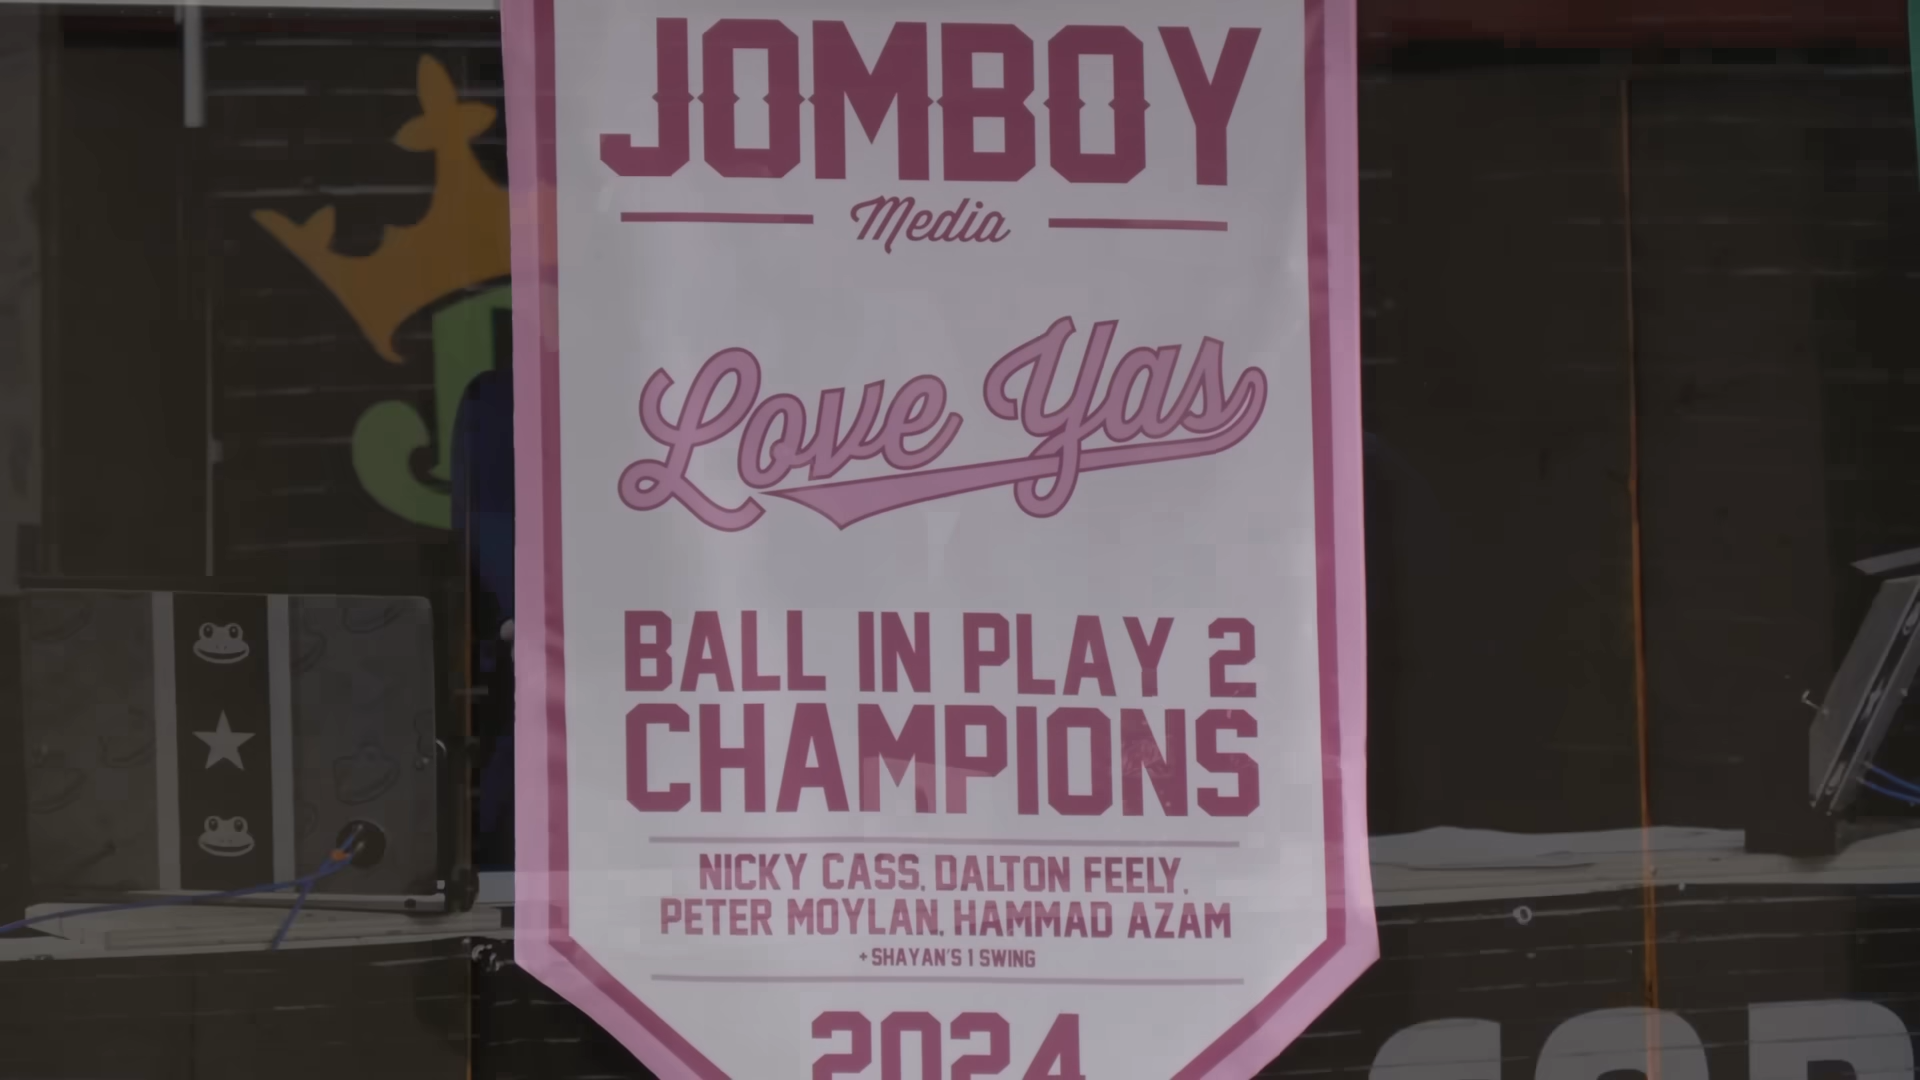 JOMBOY
Media
Love Yas
BALL IN PLAY 2
CHAMPIONS
NICKY CASS, DALTON FEELY,
PETER MOYLAN, HAMMAD AZAM
+ SHAYAN'S 1 SWING
2024